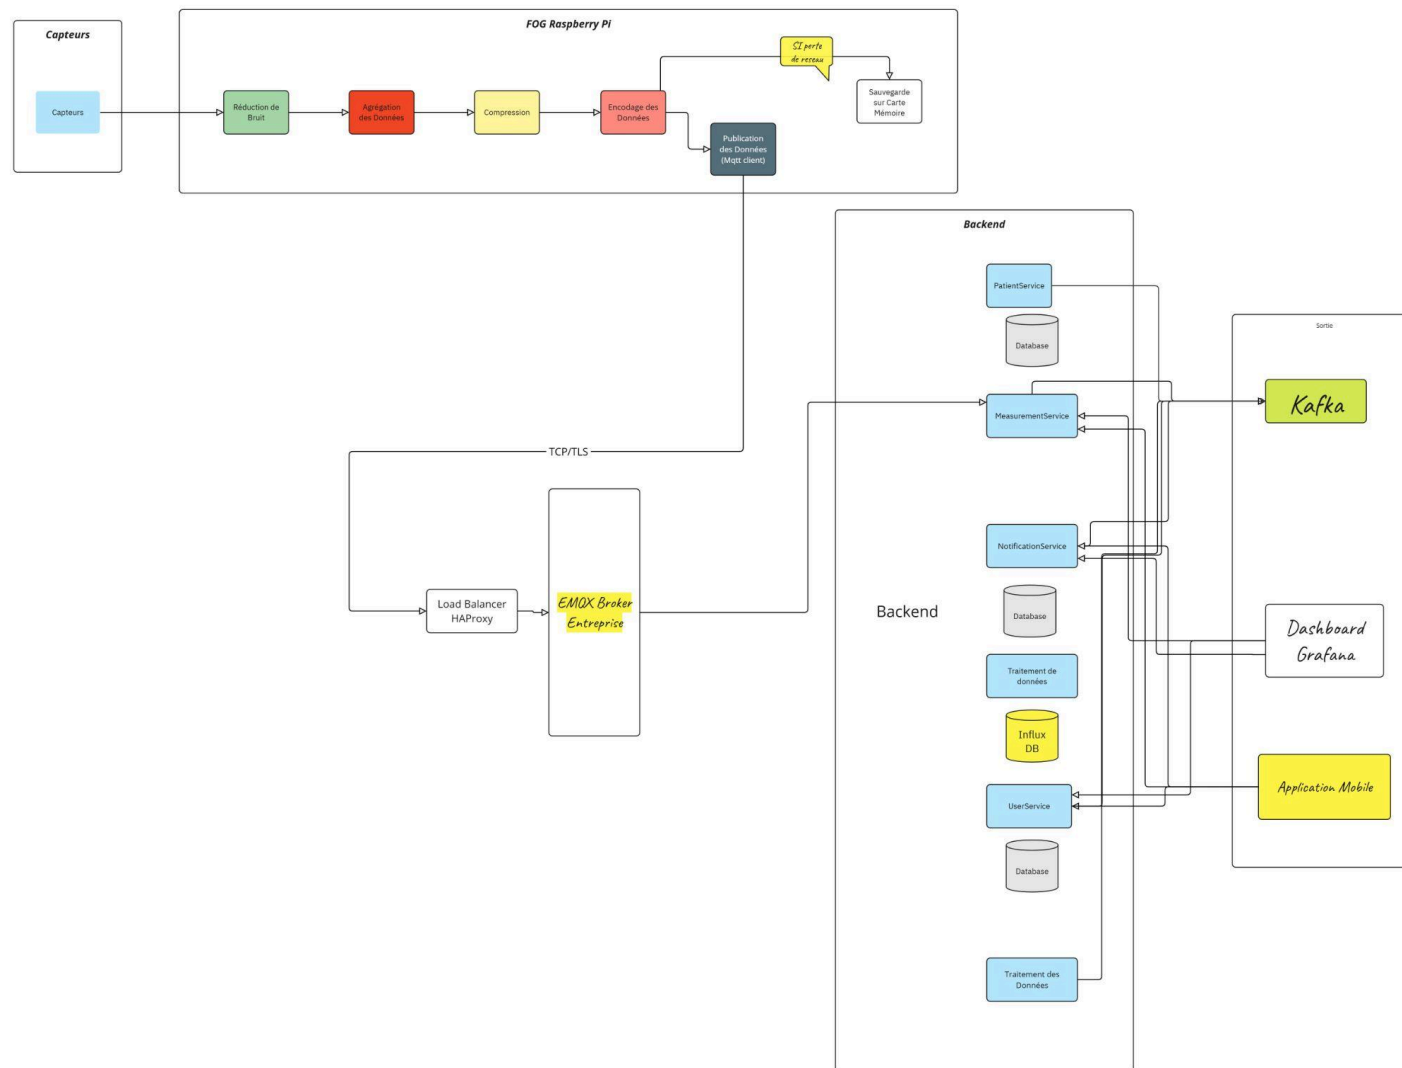 Capteurs
Capteurs
FOG Raspberry Pi
Réduction de
Bruit
Agrégation
des Données
Compression
Encodage des
Données
SI perte
de reseau
Sauvegarde
sur Carte
Mémoire
Publication
des Données
(Mqtt client)
TCP/TLS
Load Balancer
HAProxy
EMQX Broker
Entreprise
Backend
Backend
PatientService
Database
MeasurementService
NotificationService
Database
Traitement de
données
Influx
DB
UserService
Database
Traitement des
Données
Sortie
Kafka
Dashboard
Grafana
Application Mobile